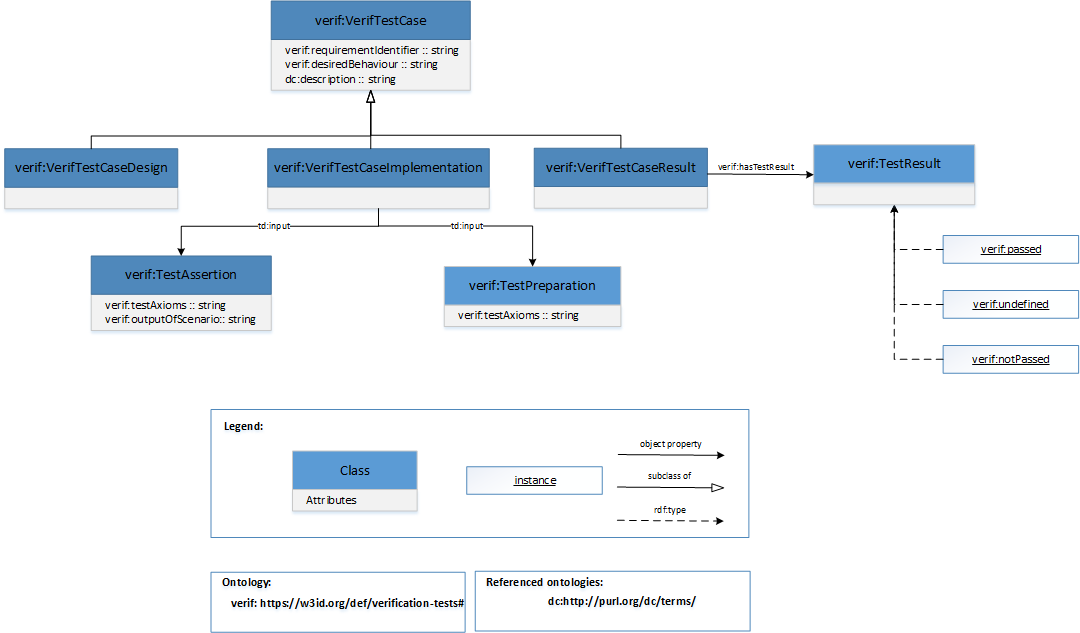 verif:VerifTestCase
verif:requirementIdentifier :: string
verif:desiredBehaviour :: string
dc:description :: string
verif:VerifTestCaseDesign
verif:VerifTestCaseImplementation
verif:VerifTestCaseResult
verif:hasTestResult
verif:TestResult
td:input
td:input
verif:passed
verif:TestAssertion
verif:testAxioms :: string
verif:outputOfScenario:: string
verif:TestPreparation
verif:testAxioms :: string
verif:undefined
verif:notPassed
Legend:
Class
Attributes
instance
object property
subclass of
rdf:type
Ontology:
verif: https://w3id.org/def/verification-tests#
Referenced ontologies:
dc:http://purl.org/dc/terms/